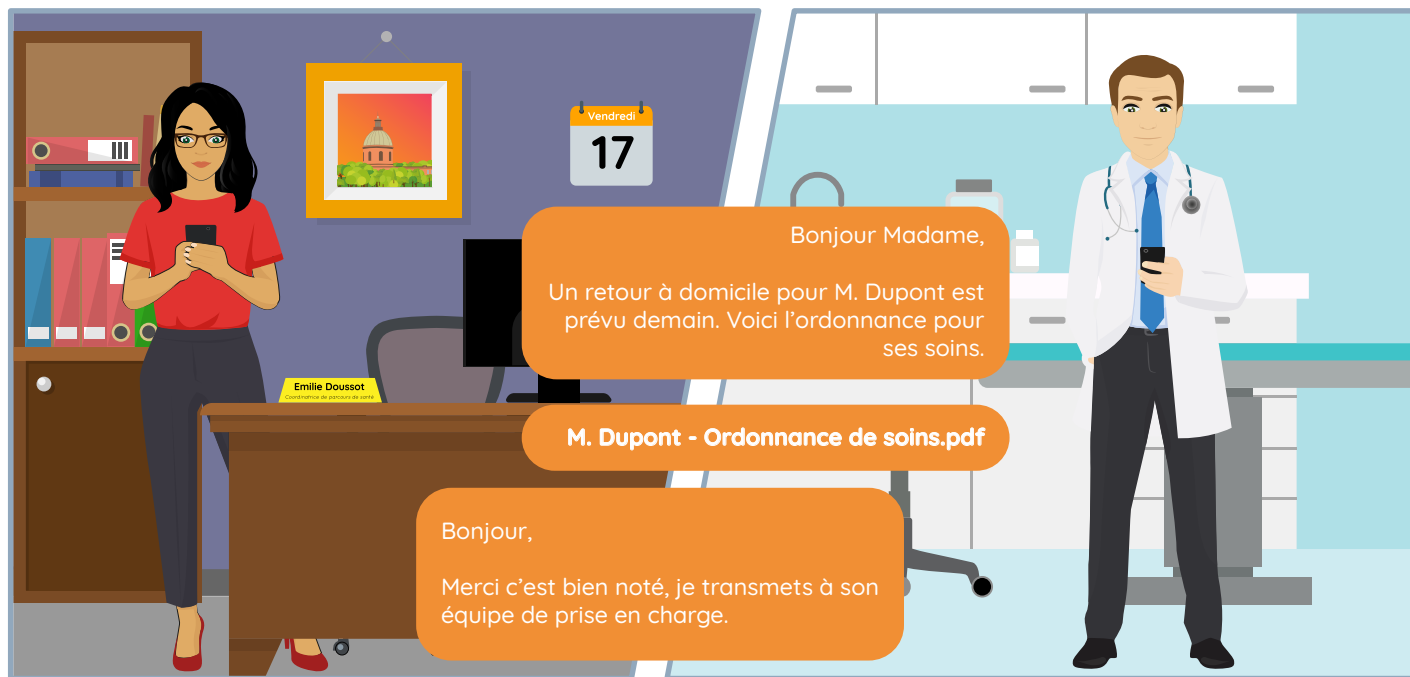 Vendredi
17
Bonjour Madame,
Un retour à domicile pour M. Dupont est
prévu demain. Voici l’ordonnance pour
ses soins.
Emilie Doussot
Coordinatrice de parcours de santé
M. Dupont - Ordonnance de soins.pdf
Bonjour,
Merci c’est bien noté, je transmets à son
équipe de prise en charge.